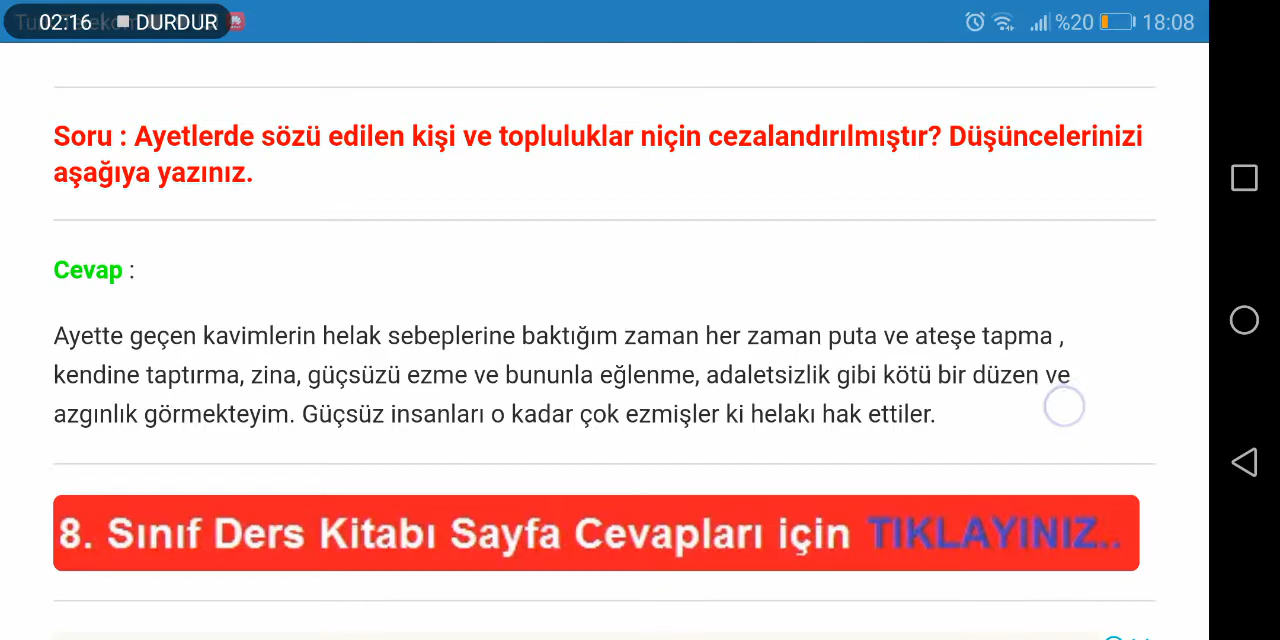 02:16 DURDUR %20 18:08
Soru : Ayetlerde sözü edilen kişi ve topluluklar niçin cezalandırılmıştır? Düşüncelerinizi
aşağıya yazınız.
Cevap :
Ayette geçen kavimlerin helak sebeplerine baktığım zaman her zaman puta ve ateşe tapma ,
kendine taptırma, zina, güçsüzü ezme ve bununla eğlenme, adaletsizlik gibi kötü bir düzen ve
azgınlık görmekteyim. Güçsüz insanları o kadar çok ezmişler ki helakı hak ettiler.
8. Sınıf Ders Kitabı Sayfa Cevapları için TIKLAYINIZ..